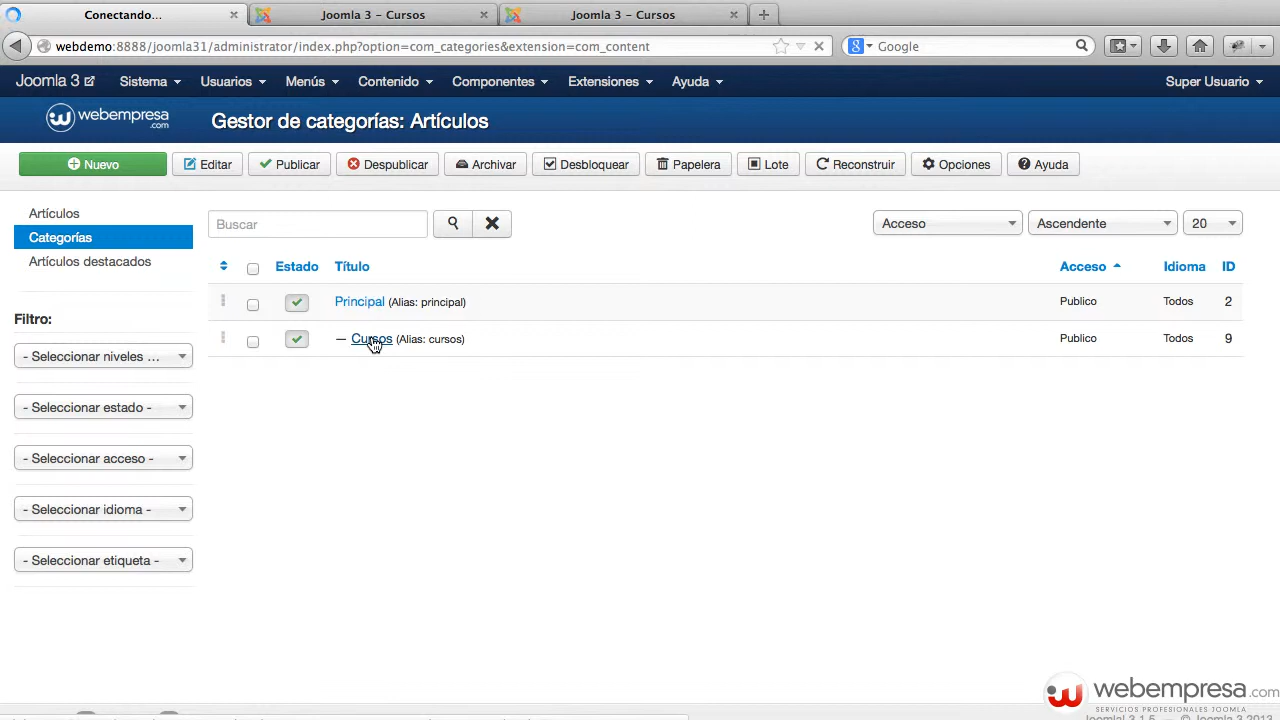 Conectando...
Joomla 3 - Cursos
Joomla 3 - Cursos
webdemo:8888/joomla31/administrator/index.php?option=com_categories&extension=com_content
Google
Joomla 3 Sistema Usuarios Menús Contenido Componentes Extensiones Ayuda Super Usuario
webempresa.com
Gestor de categorías: Artículos
Nuevo Editar Publicar Despublicar Archivar Desbloquear Papelera Lote Reconstruir Opciones Ayuda
Artículos
Categorías
Artículos destacados
Filtro:
- Seleccionar niveles ...
- Seleccionar estado -
- Seleccionar acceso -
- Seleccionar idioma -
- Seleccionar etiqueta -
Buscar
Acceso Ascendente 20
Estado Título Acceso Idioma ID
Principal (Alias: principal) Publico Todos 2
— Cursos (Alias: cursos) Publico Todos 9
webempresa.com
SERVICIOS PROFESIONALES JOOMLA
Joomla! 3.1.5 — © Joomla 3 2013